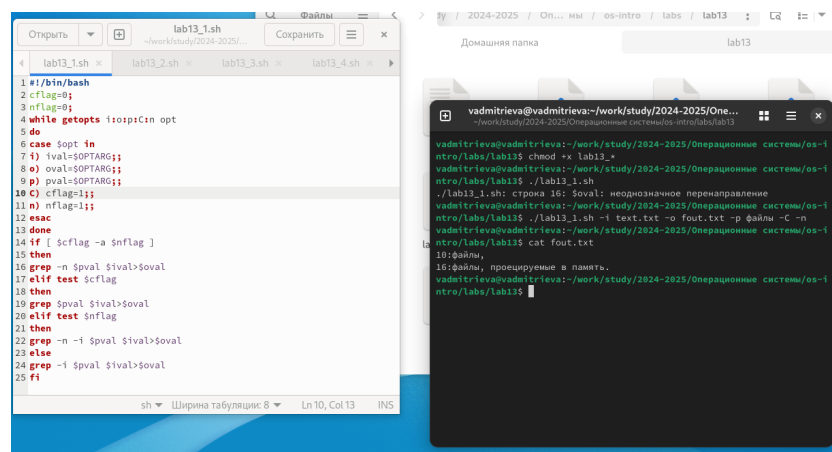 Открыть
lab13_1.sh
~/work/study/2024-2025/...
Сохранить
lab13_1.sh
lab13_2.sh
lab13_3.sh
lab13_4.sh
1 #!/bin/bash
2 cflag=0;
3 nflag=0;
4 while getopts i:o:p:C:n opt
5 do
6 case $opt in
7 i) ival=$OPTARG;;
8 o) oval=$OPTARG;;
9 p) pval=$OPTARG;;
10 C) cflag=1;;
11 n) nflag=1;;
12 esac
13 done
14 if [ $cflag -a $nflag ]
15 then
16 grep -n $pval $ival>$oval
17 elif test $cflag
18 then
19 grep $pval $ival>$oval
20 elif test $nflag
21 then
22 grep -n -i $pval $ival>$oval
23 else
24 grep -i $pval $ival>$oval
25 fi
sh Ширина табуляции: 8 Ln 10, Col 13 INS
Файлы
/ 2024-2025 / Оп... мы / os-intro / labs / lab13
Домашняя папка
lab13
vadmitrieva@vadmitrieva:~/work/study/2024-2025/Опе...
~/work/study/2024-2025/Операционные системы/os-intro/labs/lab13
vadmitrieva@vadmitrieva:~/work/study/2024-2025/Операционные системы/os-i
ntro/labs/lab13$ chmod +x lab13_*
vadmitrieva@vadmitrieva:~/work/study/2024-2025/Операционные системы/os-i
ntro/labs/lab13$ ./lab13_1.sh
./lab13_1.sh: строка 16: $oval: неоднозначное перенаправление
vadmitrieva@vadmitrieva:~/work/study/2024-2025/Операционные системы/os-i
ntro/labs/lab13$ ./lab13_1.sh -i text.txt -o fout.txt -p файлы -C -n
vadmitrieva@vadmitrieva:~/work/study/2024-2025/Операционные системы/os-i
ntro/labs/lab13$ cat fout.txt
10:файлы,
16:файлы, проецируемые в память.
vadmitrieva@vadmitrieva:~/work/study/2024-2025/Операционные системы/os-i
ntro/labs/lab13$